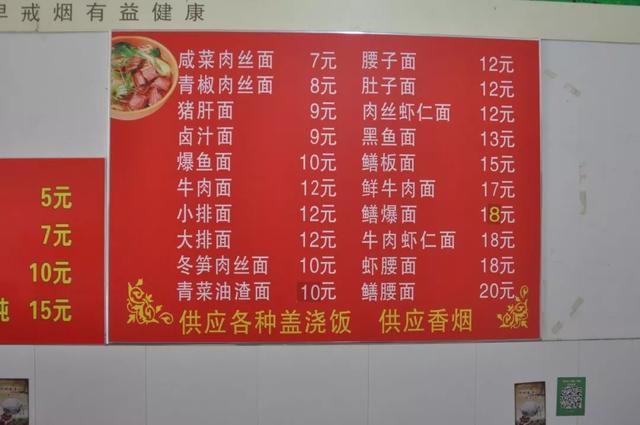 早戒烟有益健康
咸菜肉丝面 7元
青椒肉丝面 8元
猪肝面 9元
卤汁面 9元
爆鱼面 10元
牛肉面 12元
小排面 12元
大排面 12元
冬笋肉丝面 10元
青菜油渣面 10元
腰子面 12元
肚子面 12元
肉丝虾仁面 12元
黑鱼面 13元
鳝板面 15元
鲜牛肉面 17元
鳝爆面 18元
牛肉虾仁面 18元
虾腰面 18元
鳝腰面 20元
供应各种盖浇饭 供应香烟
5元
7元
10元
15元